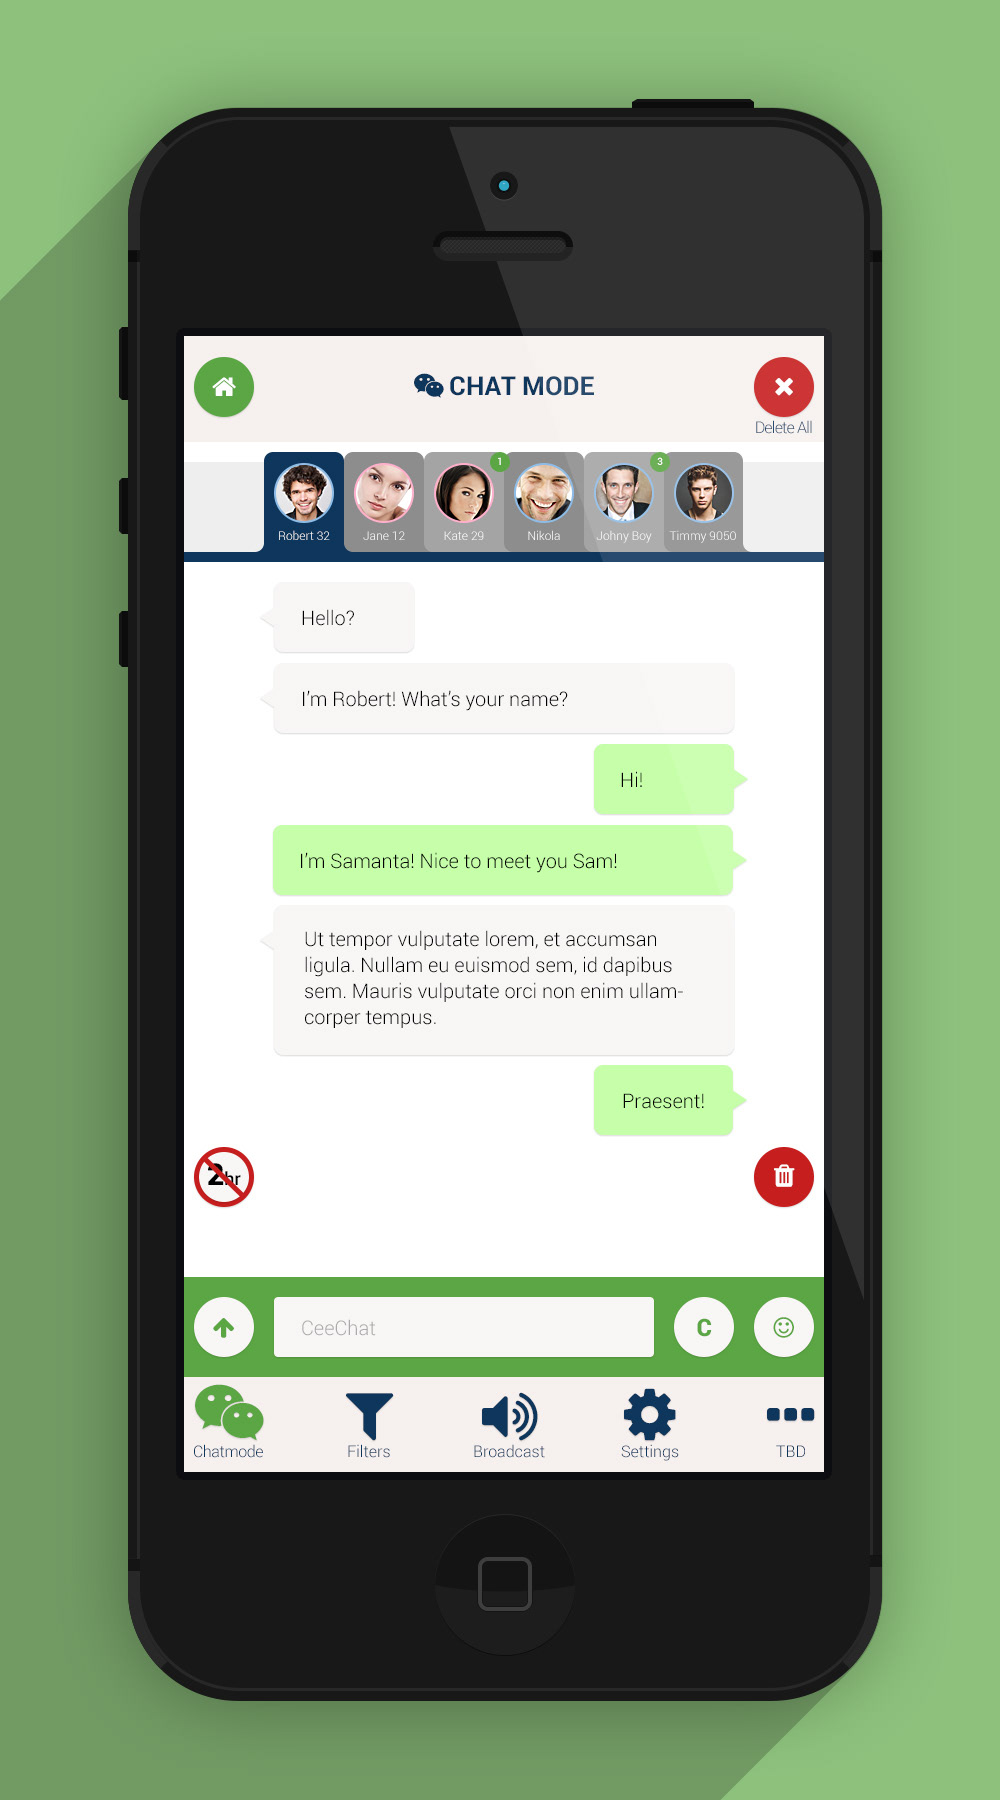 CHAT MODE
Delete All
1
3
Robert 32
Jane 12
Kate 29
Nikola
Johny Boy
Timmy 9050
Hello?
I'm Robert! What's your name?
Hi!
I'm Samanta! Nice to meet you Sam!
Ut tempor vulputate lorem, et accumsan
ligula. Nullam eu euismod sem, id dapibus
sem. Mauris vulputate orci non enim ullam-
corper tempus.
Praesent!
2hr
CeeChat
C
Chatmode
Filters
Broadcast
Settings
TBD